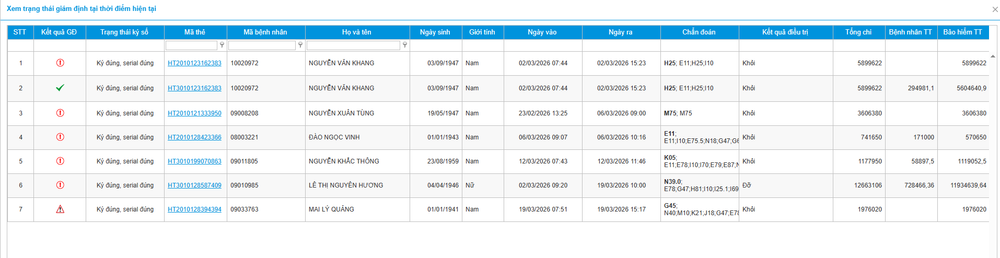 Xem trạng thái giám định tại thời điểm hiện tại
STT Kết quả GĐ Trạng thái ký số Mã thẻ Mã bệnh nhân Họ và tên Ngày sinh Giới tính Ngày vào Ngày ra Chẩn đoán Kết quả điều trị Tổng chi Bệnh nhân TT Bảo hiểm TT
1 Ký đúng, serial đúng HT2010123162383 10020972 NGUYỄN VĂN KHANG 03/09/1947 Nam 02/03/2026 07:44 02/03/2026 15:23 H25; E11;H25;I10 Khỏi 5899622 5899622
2 Ký đúng, serial đúng HT3010123162383 10020972 NGUYỄN VĂN KHANG 03/09/1947 Nam 02/03/2026 07:44 02/03/2026 15:23 H25; E11;H25;I10 Khỏi 5899622 294981,1 5604640,9
3 Ký đúng, serial đúng HT2010121333950 09008208 NGUYỄN XUÂN TÙNG 19/05/1947 Nam 23/02/2026 13:25 06/03/2026 09:00 M75; M75 Khỏi 3606380 3606380
4 Ký đúng, serial đúng HT2010128423366 08003221 ĐÀO NGỌC VINH 01/01/1943 Nam 06/03/2026 09:07 06/03/2026 10:16 E11; E11;I10;E75.5;N18;G47;G6 Khỏi 741650 171000 570650
5 Ký đúng, serial đúng HT3010199070863 09011805 NGUYỄN KHẮC THÔNG 23/08/1959 Nam 12/03/2026 07:43 12/03/2026 11:46 K05; E11;E78;I10;I70;E79;E87;N Khỏi 1177950 58897,5 1119052,5
6 Ký đúng, serial đúng HT3010128587409 09010985 LÊ THỊ NGUYÊN HƯƠNG 04/04/1946 Nữ 02/03/2026 09:20 19/03/2026 10:00 N39.0; E78;G47;H81;I10;I25.1;I69 Đỡ 12663106 728466,36 11934639,64
7 Ký đúng, serial đúng HT2010128394394 09033763 MAI LÝ QUẢNG 01/01/1941 Nam 19/03/2026 07:51 19/03/2026 15:17 G45; N40;M10;K21;J18;G47;E78 Khỏi 1976020 1976020